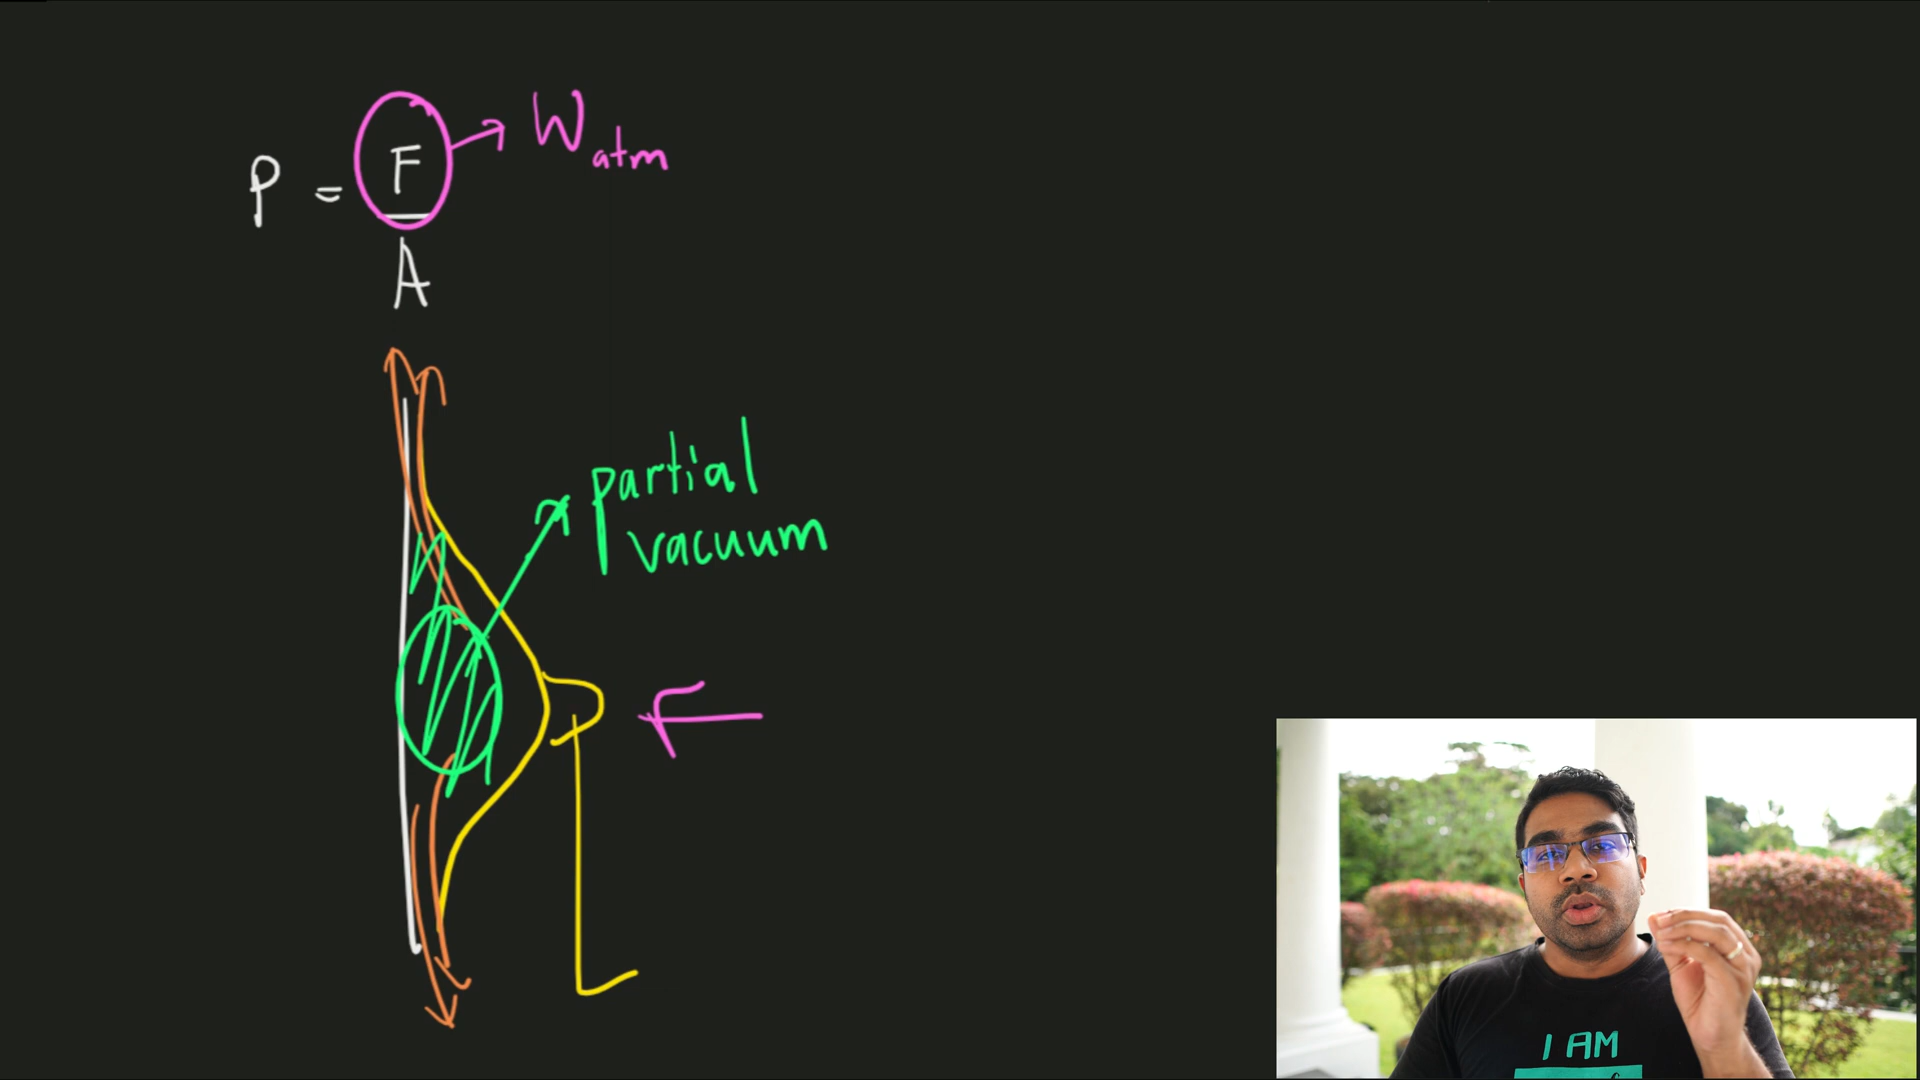 P = F → W atm
A
partial
vacuum
I AM